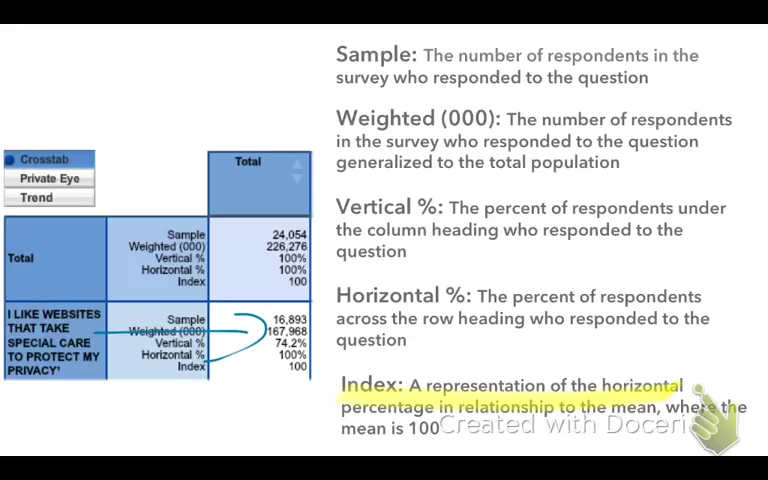 Sample: The number of respondents in the
survey who responded to the question
Weighted (000): The number of respondents
in the survey who responded to the question
generalized to the total population
Vertical %: The percent of respondents under
the column heading who responded to the
question
Horizontal %: The percent of respondents
across the row heading who responded to the
question
Index: A representation of the horizontal
percentage in relationship to the mean, where the
mean is 100
Created with Doceri
Crosstab
Private Eye
Trend
Total
Total
Sample 24,054
Weighted (000) 226,276
Vertical % 100%
Horizontal % 100%
Index 100
I LIKE WEBSITES
THAT TAKE
SPECIAL CARE
TO PROTECT MY
PRIVACY¹
Sample 16,893
Weighted (000) 167,968
Vertical % 74.2%
Horizontal % 100%
Index 100